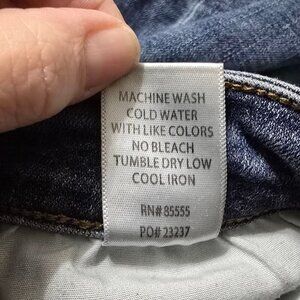 MACHINE WASH
COLD WATER
WITH LIKE COLORS
NO BLEACH
TUMBLE DRY LOW
COOL IRON
RN# 85555
PO# 23237